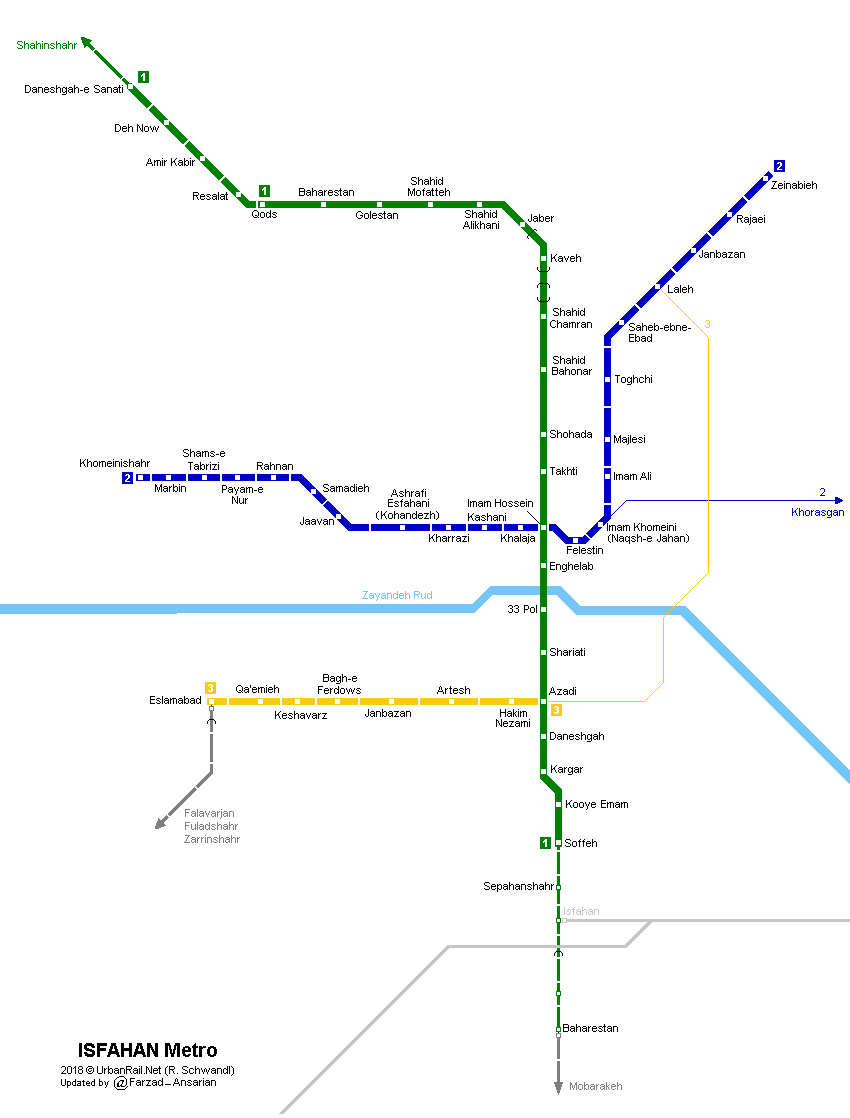 Shahinshahr
1
Daneshgah-e Sanati
Deh Now
Amir Kabir
Resalat
1
Qods
Baharestan
Golestan
Shahid
Mofatteh
Shahid
Alikhani
Jaber
Kaveh
Shahid
Chamran
Shahid
Bahonar
Shohada
Takhti
2
Zeinabieh
Rajaei
Janbazan
Laleh
3
Saheb-ebne-
Ebad
Toghchi
Majlesi
Imam Ali
2
Khorasgan
Imam Khomeini
(Naqsh-e Jahan)
Felestin
Khomeinishahr
2
Marbin
Shams-e
Tabrizi
Payam-e
Nur
Rahnan
Samadieh
Jaavan
Ashrafi
Esfahani
(Kohandezh)
Kharrazi
Kashani
Khalaja
Imam Hossein
Enghelab
Zayandeh Rud
33 Pol
Shariati
Azadi
3
3
Eslamabad
Qa'emieh
Keshavarz
Bagh-e
Ferdows
Janbazan
Artesh
Hakim
Nezami
Daneshgah
Kargar
Kooye Emam
1
Soffeh
Falavarjan
Fuladshahr
Zarrinshahr
Sepahanshahr
Isfahan
Baharestan
Mobarakeh
ISFAHAN Metro
2018 © UrbanRail.Net (R. Schwandl)
Updated by @Farzad_Ansarian